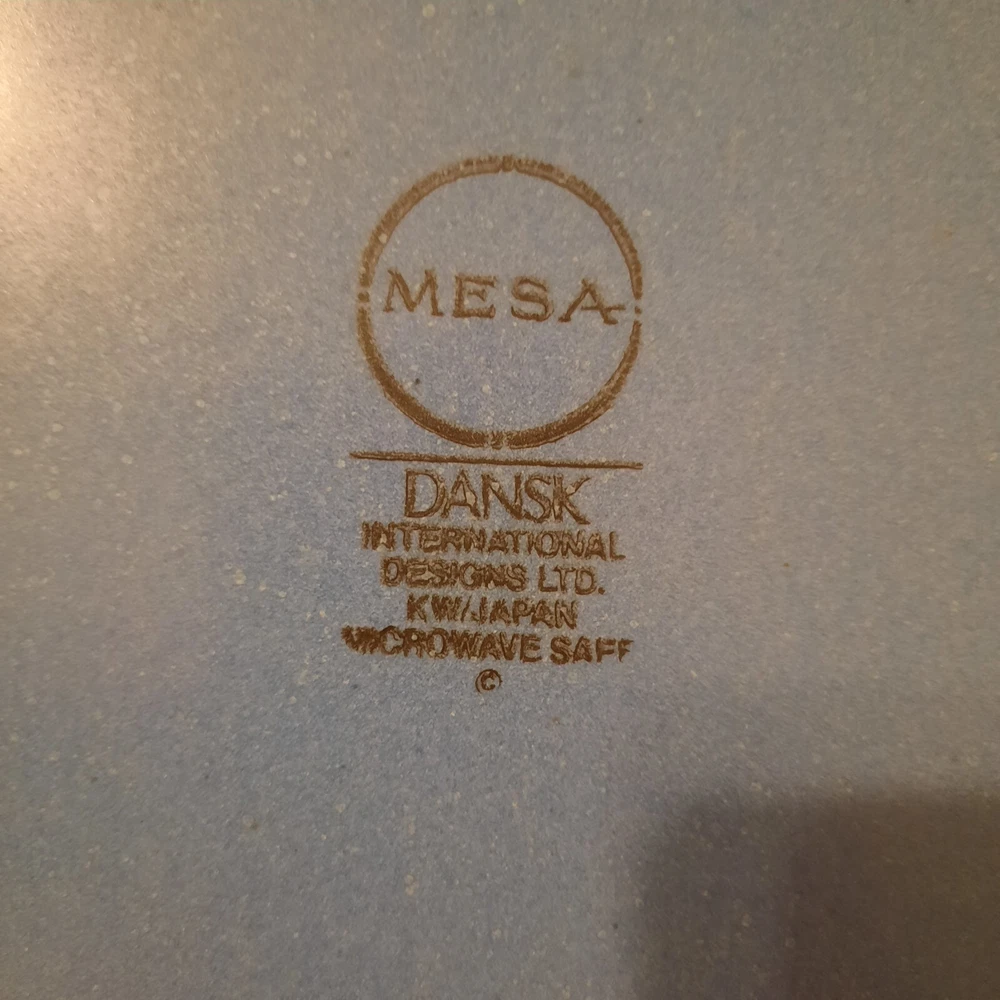 MESA
DANSK
INTERNATIONAL
DESIGNS LTD.
KW/JAPAN
MICROWAVE SAFE
©